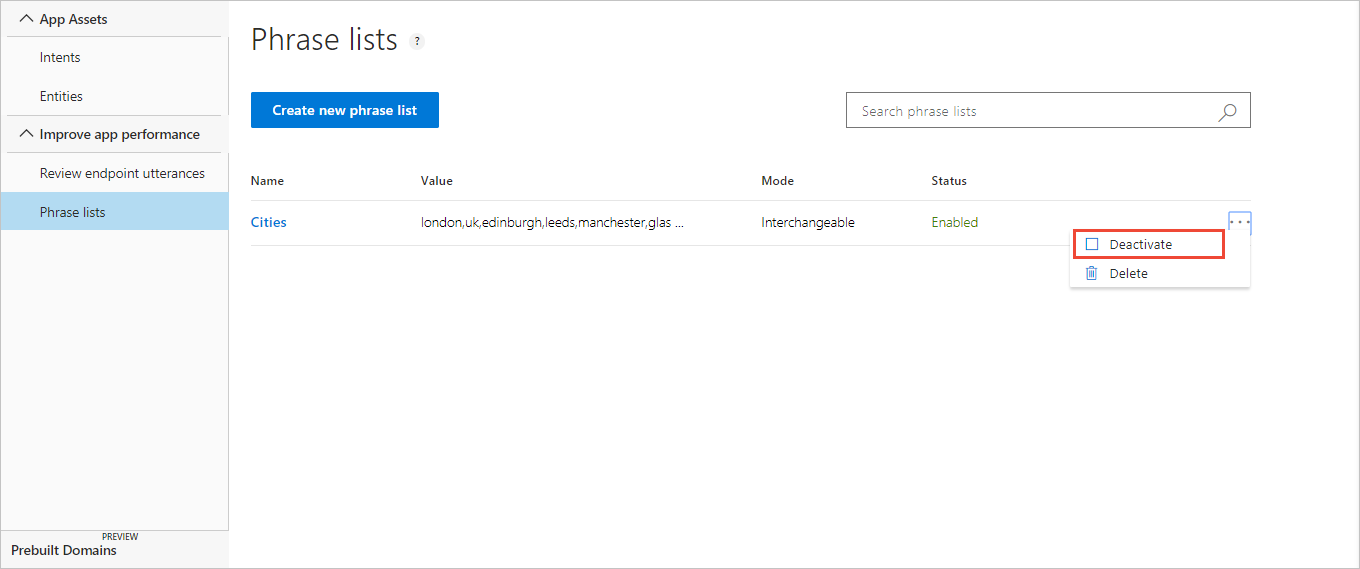 App Assets
Intents
Entities
Improve app performance
Review endpoint utterances
Phrase lists
PREVIEW
Prebuilt Domains
Phrase lists ?
Create new phrase list
Search phrase lists
Name Value Mode Status
Cities london,uk,edinburgh,leeds,manchester,glas ... Interchangeable Enabled
Deactivate
Delete